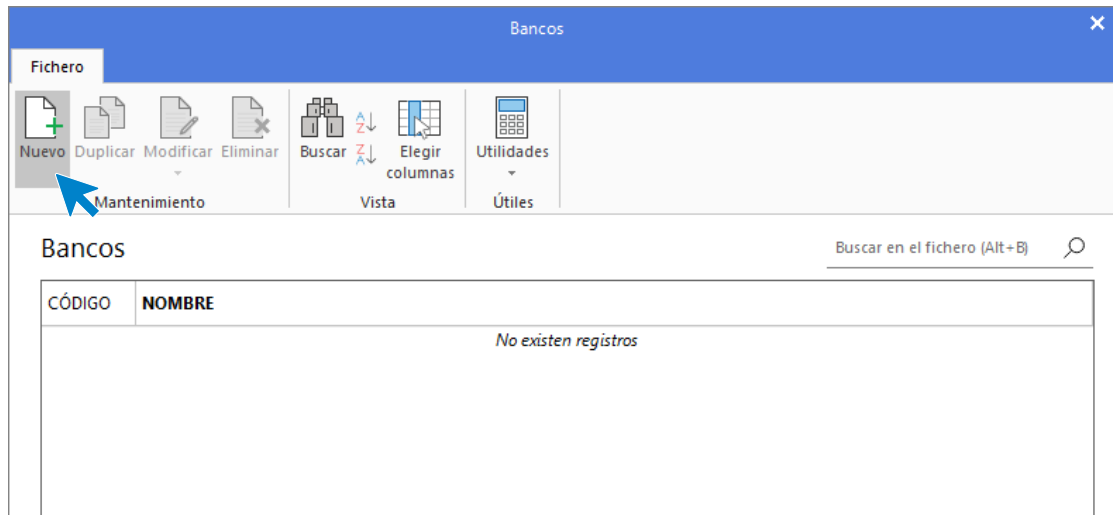 Bancos
Fichero
Nuevo Duplicar Modificar Eliminar Buscar Elegir columnas Utilidades
Mantenimiento Vista Útiles
Bancos
Buscar en el fichero (Alt+B)
CÓDIGO NOMBRE
No existen registros